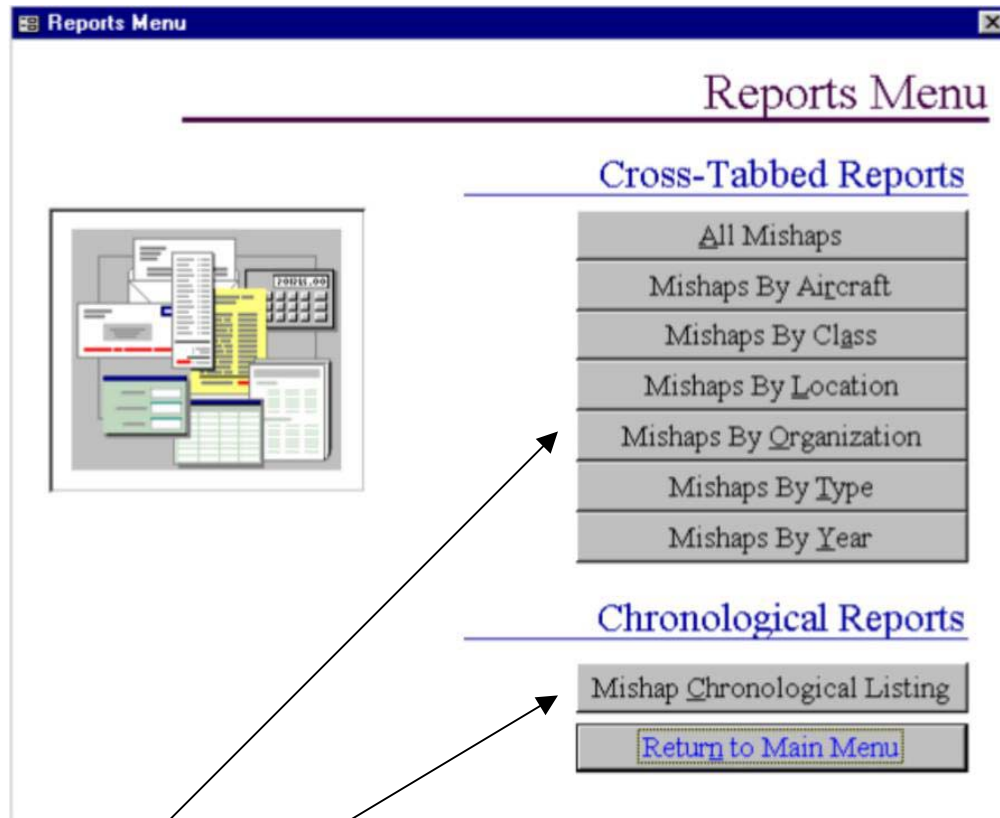 Reports Menu
Reports Menu
Cross-Tabbed Reports
All Mishaps
Mishaps By Aircraft
Mishaps By Class
Mishaps By Location
Mishaps By Organization
Mishaps By Type
Mishaps By Year
Chronological Reports
Mishap Chronological Listing
Return to Main Menu